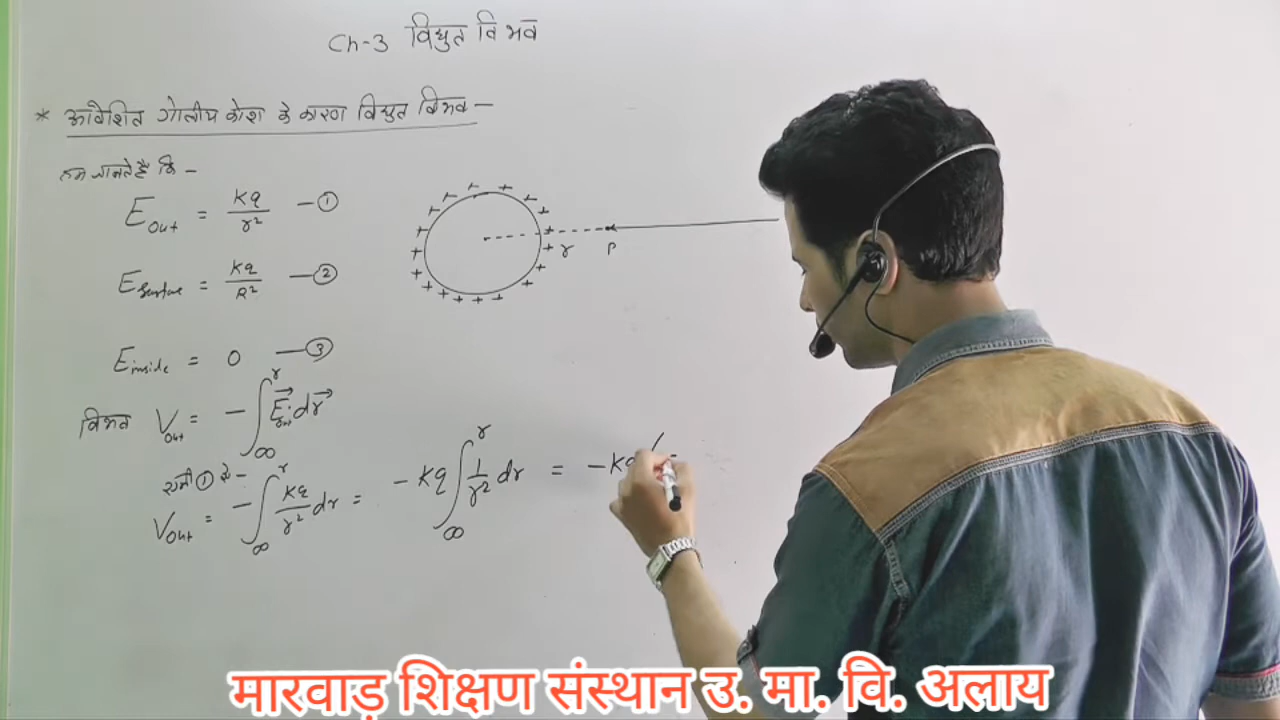 Ch-3 विद्युत विभव
* आवेशित गोलीय कोश के कारण विद्युत विभव -
हम जानते है कि -
E_out = Kq/r² - ①
E_surface = Kq/R² - ②
E_inside = 0 - ③
r P
विभव V_out = - ∫_∞^r E⃗_out . dr⃗
समी ① से -
V_out = - ∫_∞^r Kq/r² dr = - Kq ∫_∞^r 1/r² dr = - Kq
मारवाड़ शिक्षण संस्थान उ. मा. वि. अलाय